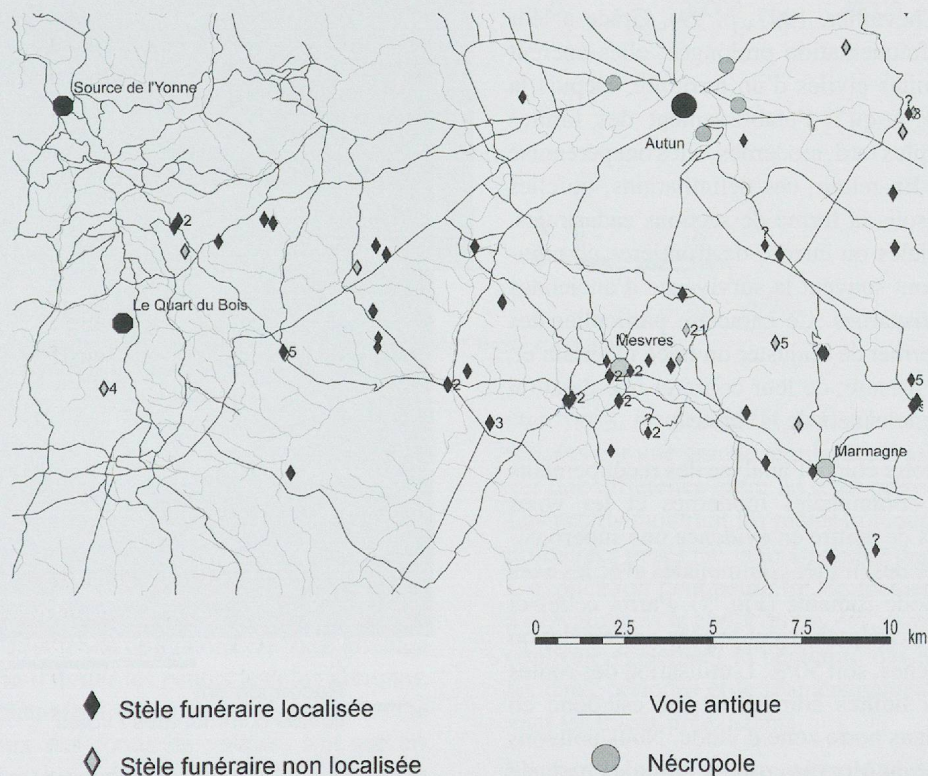 Source de l'Yonne
?
3
Autun
2
?
Le Quart du Bois
21
Mesvres
5
5
2
2
5
4
2
2
3
?
2
Marmagne
?
0 2.5 5 7.5 10 km
Stèle funéraire localisée
Voie antique
Stèle funéraire non localisée
Nécropole